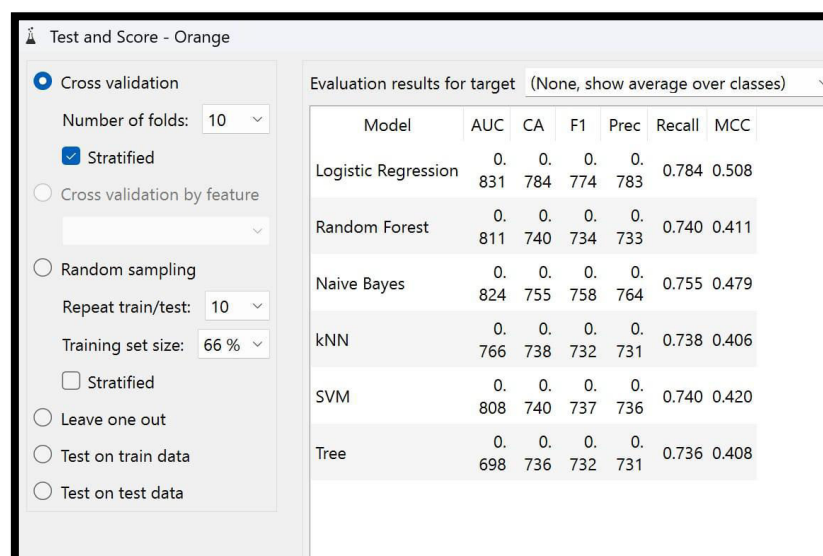 Test and Score - Orange
Cross validation
Number of folds: 10
Stratified
Cross validation by feature
Random sampling
Repeat train/test: 10
Training set size: 66 %
Stratified
Leave one out
Test on train data
Test on test data
Evaluation results for target (None, show average over classes)
Model AUC CA F1 Prec Recall MCC
Logistic Regression 0.831 0.784 0.774 0.783 0.784 0.508
Random Forest 0.811 0.740 0.734 0.733 0.740 0.411
Naive Bayes 0.824 0.755 0.758 0.764 0.755 0.479
kNN 0.766 0.738 0.732 0.731 0.738 0.406
SVM 0.808 0.740 0.737 0.736 0.740 0.420
Tree 0.698 0.736 0.732 0.731 0.736 0.408